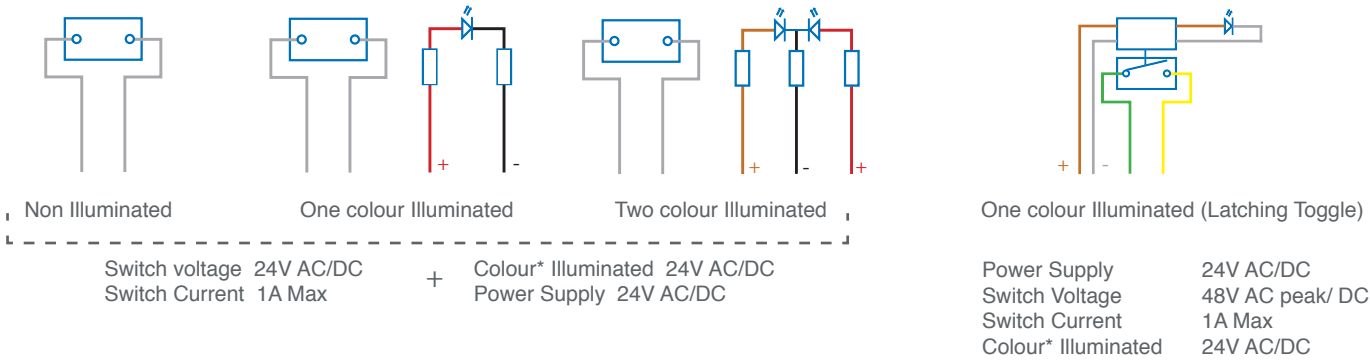 + -
+ - +
+ -
Non Illuminated
One colour Illuminated
Two colour Illuminated
One colour Illuminated (Latching Toggle)
Switch voltage 24V AC/DC
Switch Current 1A Max
+
Colour* Illuminated 24V AC/DC
Power Supply 24V AC/DC
Power Supply 24V AC/DC
Switch Voltage 48V AC peak/ DC
Switch Current 1A Max
Colour* Illuminated 24V AC/DC